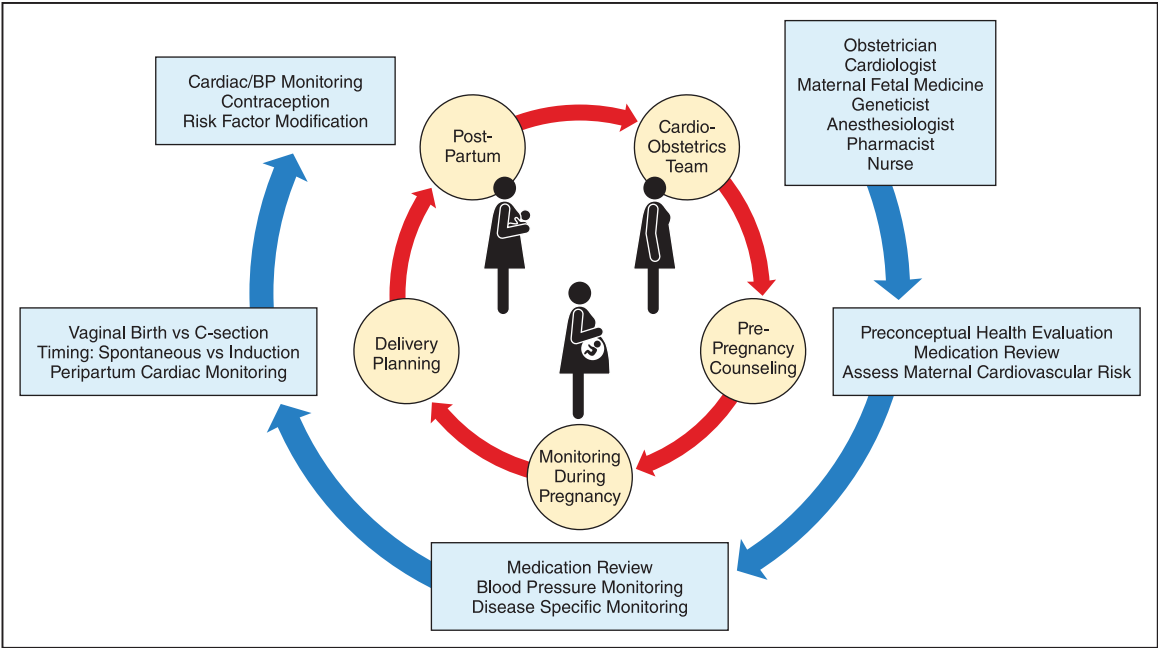 Cardiac/BP Monitoring
Contraception
Risk Factor Modification
Obstetrician
Cardiologist
Maternal Fetal Medicine
Geneticist
Anesthesiologist
Pharmacist
Nurse
Post-
Partum
Cardio-
Obstetrics
Team
Vaginal Birth vs C-section
Timing: Spontaneous vs Induction
Peripartum Cardiac Monitoring
Delivery
Planning
Pre-
Pregnancy
Counseling
Preconceptual Health Evaluation
Medication Review
Assess Maternal Cardiovascular Risk
Monitoring
During
Pregnancy
Medication Review
Blood Pressure Monitoring
Disease Specific Monitoring